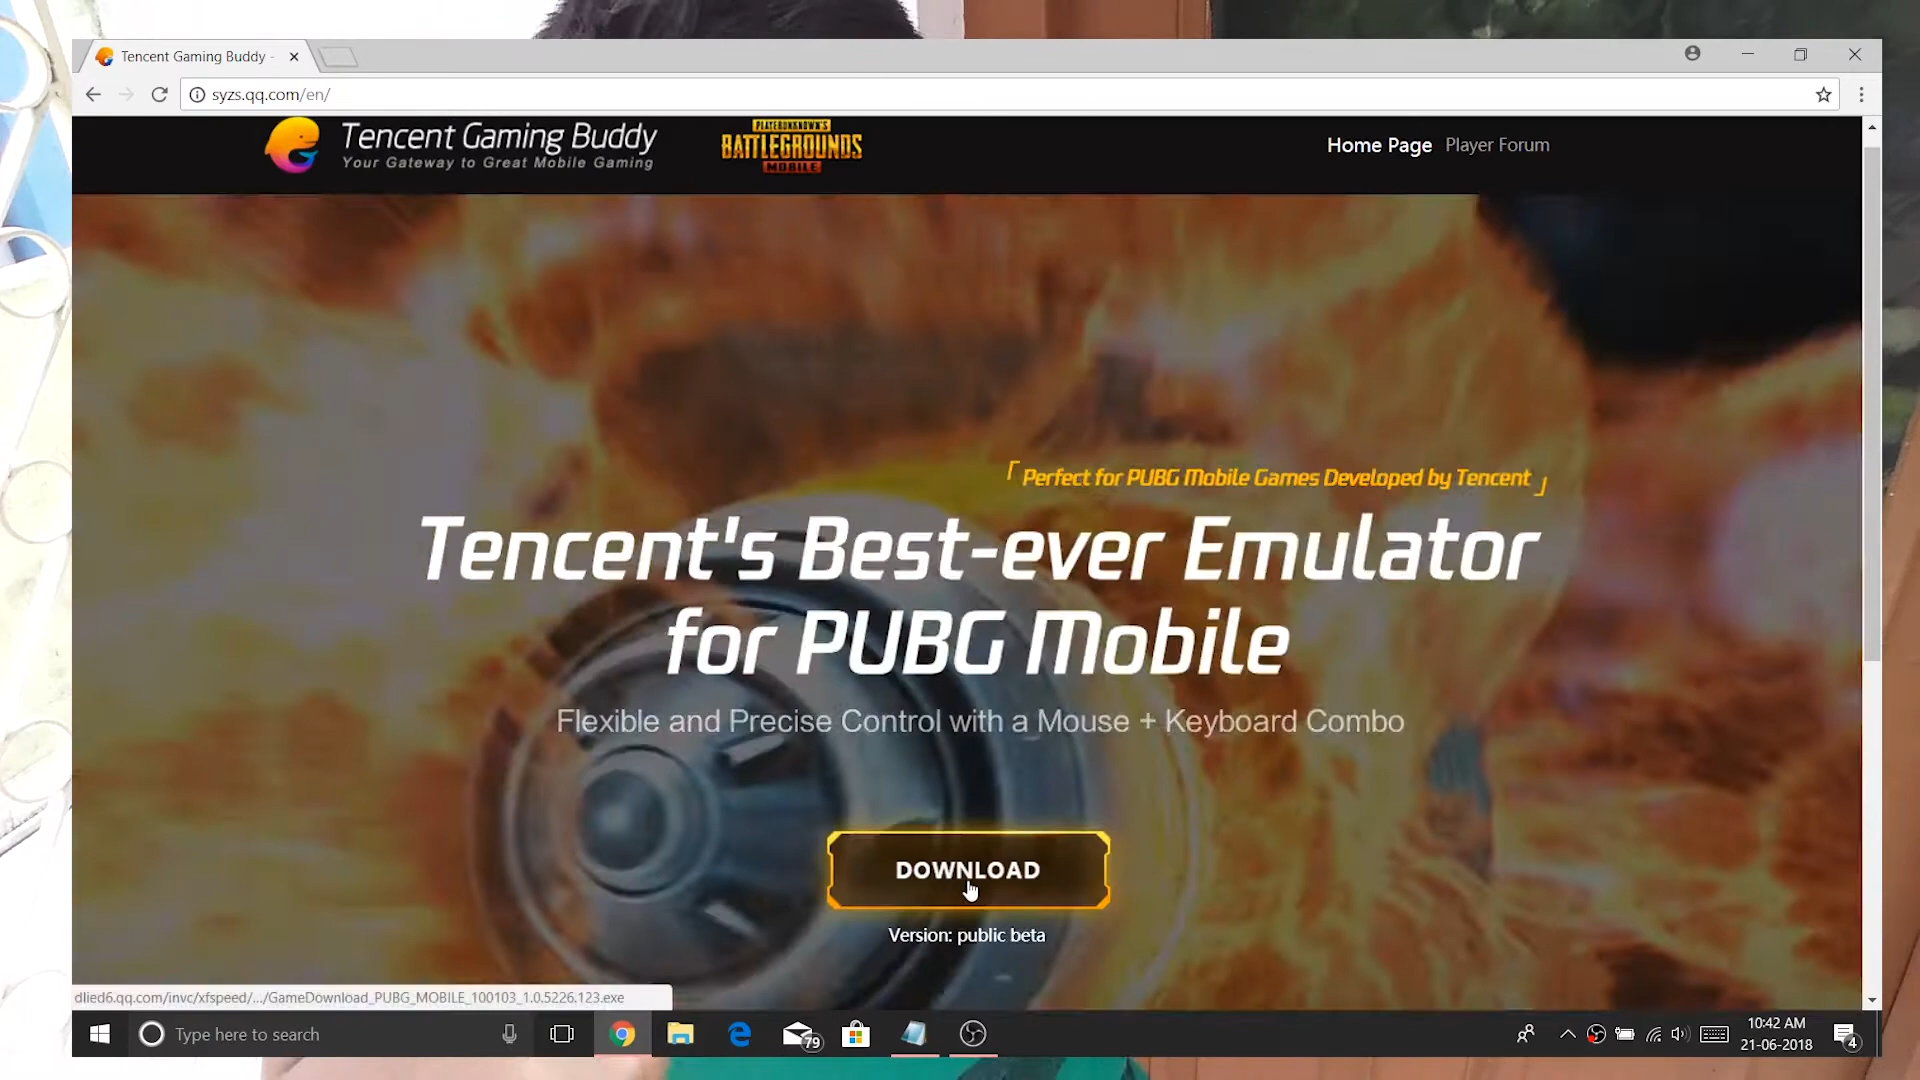 Tencent Gaming Buddy -
syzs.qq.com/en/
Tencent Gaming Buddy
Your Gateway to Great Mobile Gaming
PLAYERUNKNOWN'S
BATTLEGROUNDS
MOBILE
Home Page Player Forum
「Perfect for PUBG Mobile Games Developed by Tencent」
Tencent's Best-ever Emulator
for PUBG Mobile
Flexible and Precise Control with a Mouse + Keyboard Combo
DOWNLOAD
Version: public beta
dlied6.qq.com/invc/xfspeed/.../GameDownload_PUBG_MOBILE_100103_1.0.5226.123.exe
Type here to search
79
10:42 AM
21-06-2018
4